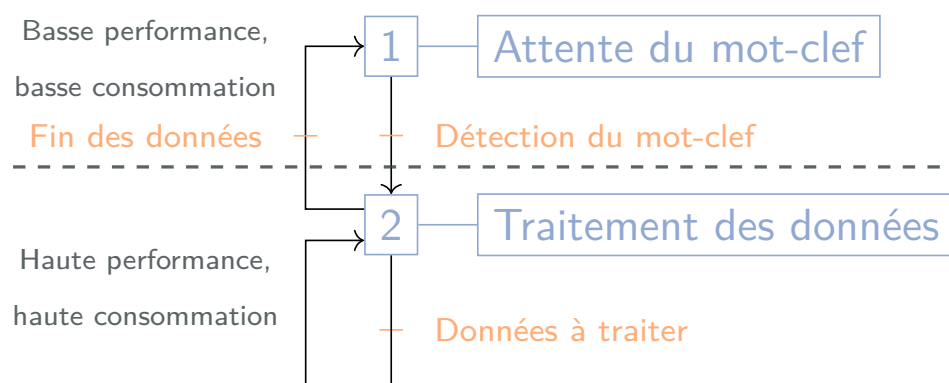 Basse performance,
basse consommation
1
Attente du mot-clef
Fin des données
Détection du mot-clef
2
Traitement des données
Haute performance,
haute consommation
Données à traiter